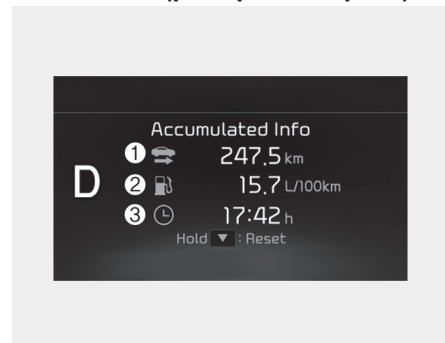 Accumulated Info
1 247.5 km
D 2 15.7 L/100km
3 17:42 h
Hold ▼ : Reset